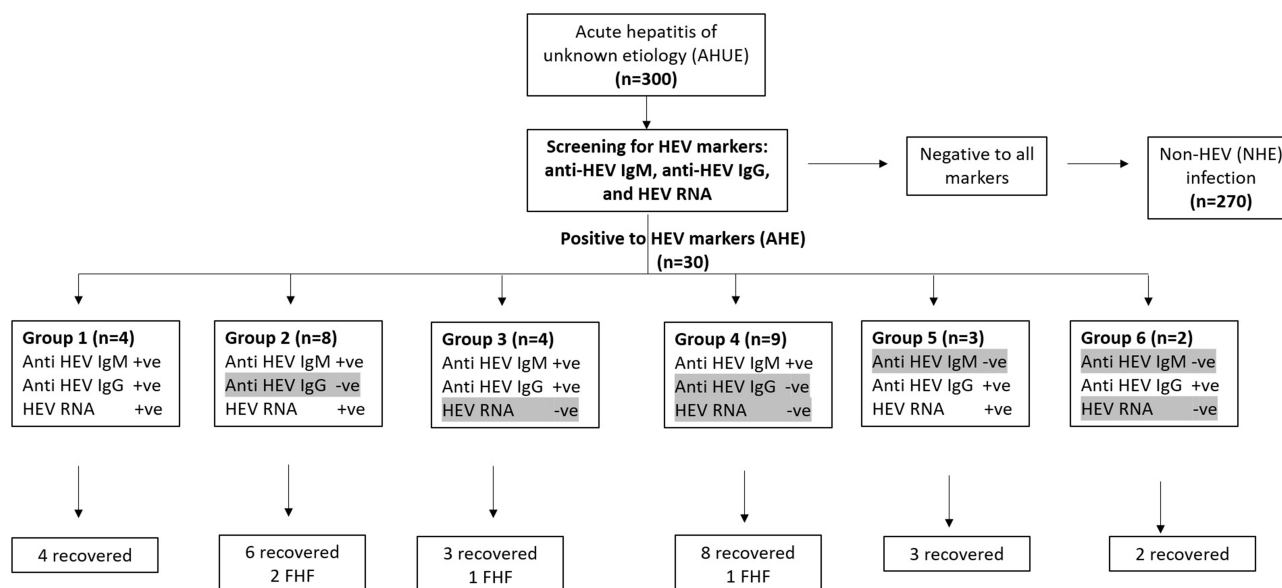 Acute hepatitis of
unknown etiology (AHUE)
(n=300)
Screening for HEV markers:
anti-HEV IgM, anti-HEV IgG,
and HEV RNA
Negative to all
markers
Non-HEV (NHE)
infection
(n=270)
Positive to HEV markers (AHE)
(n=30)
Group 1 (n=4)
Anti HEV IgM +ve
Anti HEV IgG +ve
HEV RNA +ve
Group 2 (n=8)
Anti HEV IgM +ve
Anti HEV IgG -ve
HEV RNA +ve
Group 3 (n=4)
Anti HEV IgM +ve
Anti HEV IgG +ve
HEV RNA -ve
Group 4 (n=9)
Anti HEV IgM +ve
Anti HEV IgG -ve
HEV RNA -ve
Group 5 (n=3)
Anti HEV IgM -ve
Anti HEV IgG +ve
HEV RNA +ve
Group 6 (n=2)
Anti HEV IgM -ve
Anti HEV IgG +ve
HEV RNA -ve
4 recovered
6 recovered
2 FHF
3 recovered
1 FHF
8 recovered
1 FHF
3 recovered
2 recovered